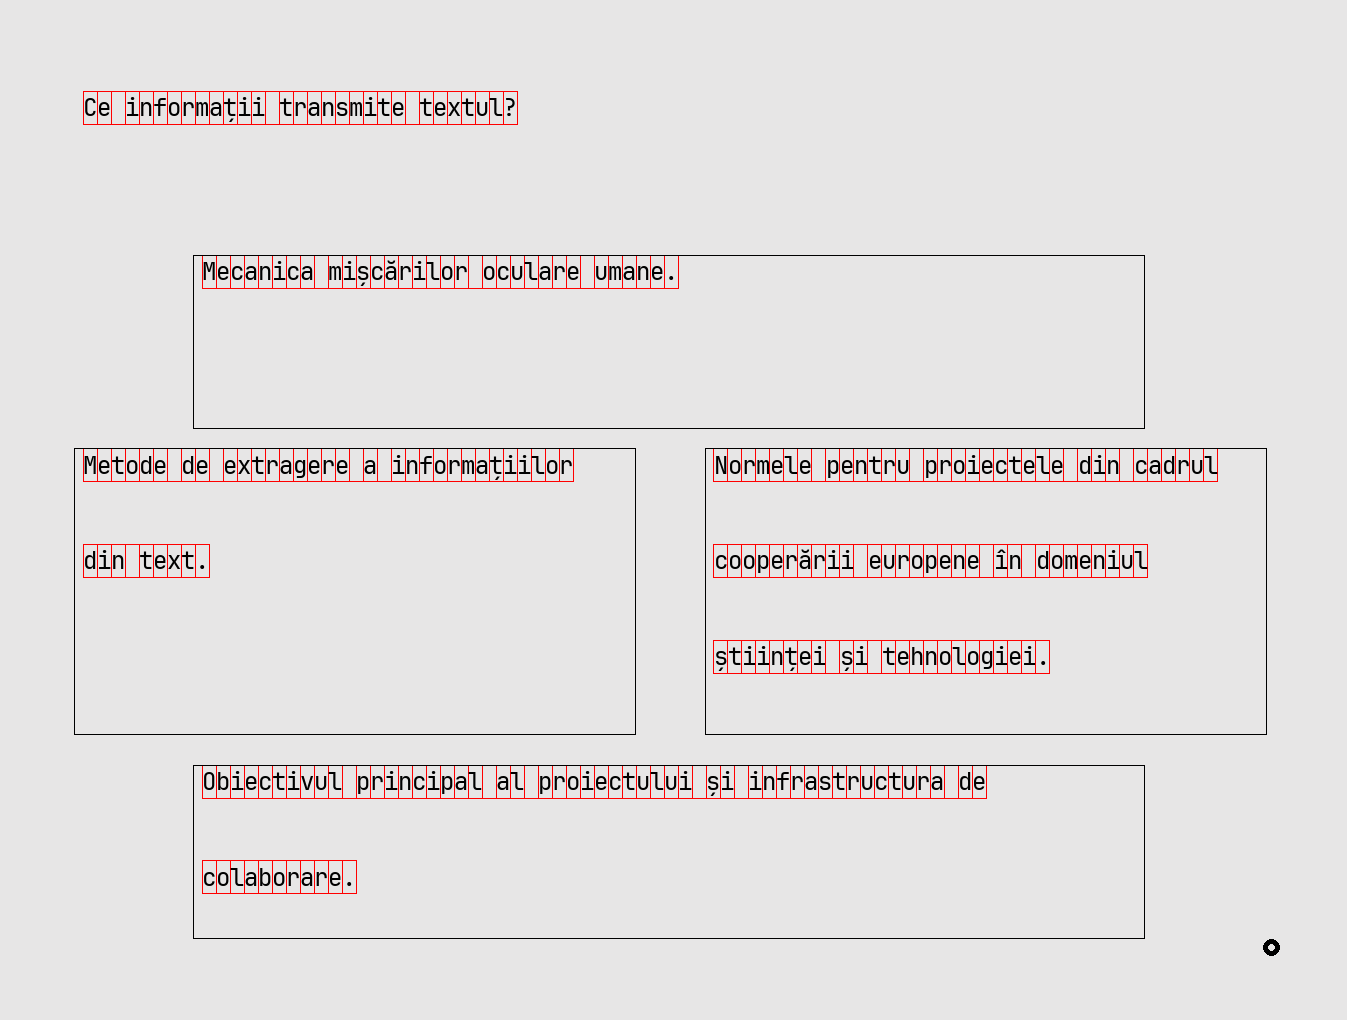 Ce informații transmite textul?
Mecanica mișcărilor oculare umane.
Metode de extragere a informațiilor
din text.
Normele pentru proiectele din cadrul
cooperării europene în domeniul
științei și tehnologiei.
Obiectivul principal al proiectului și infrastructura de
colaborare.